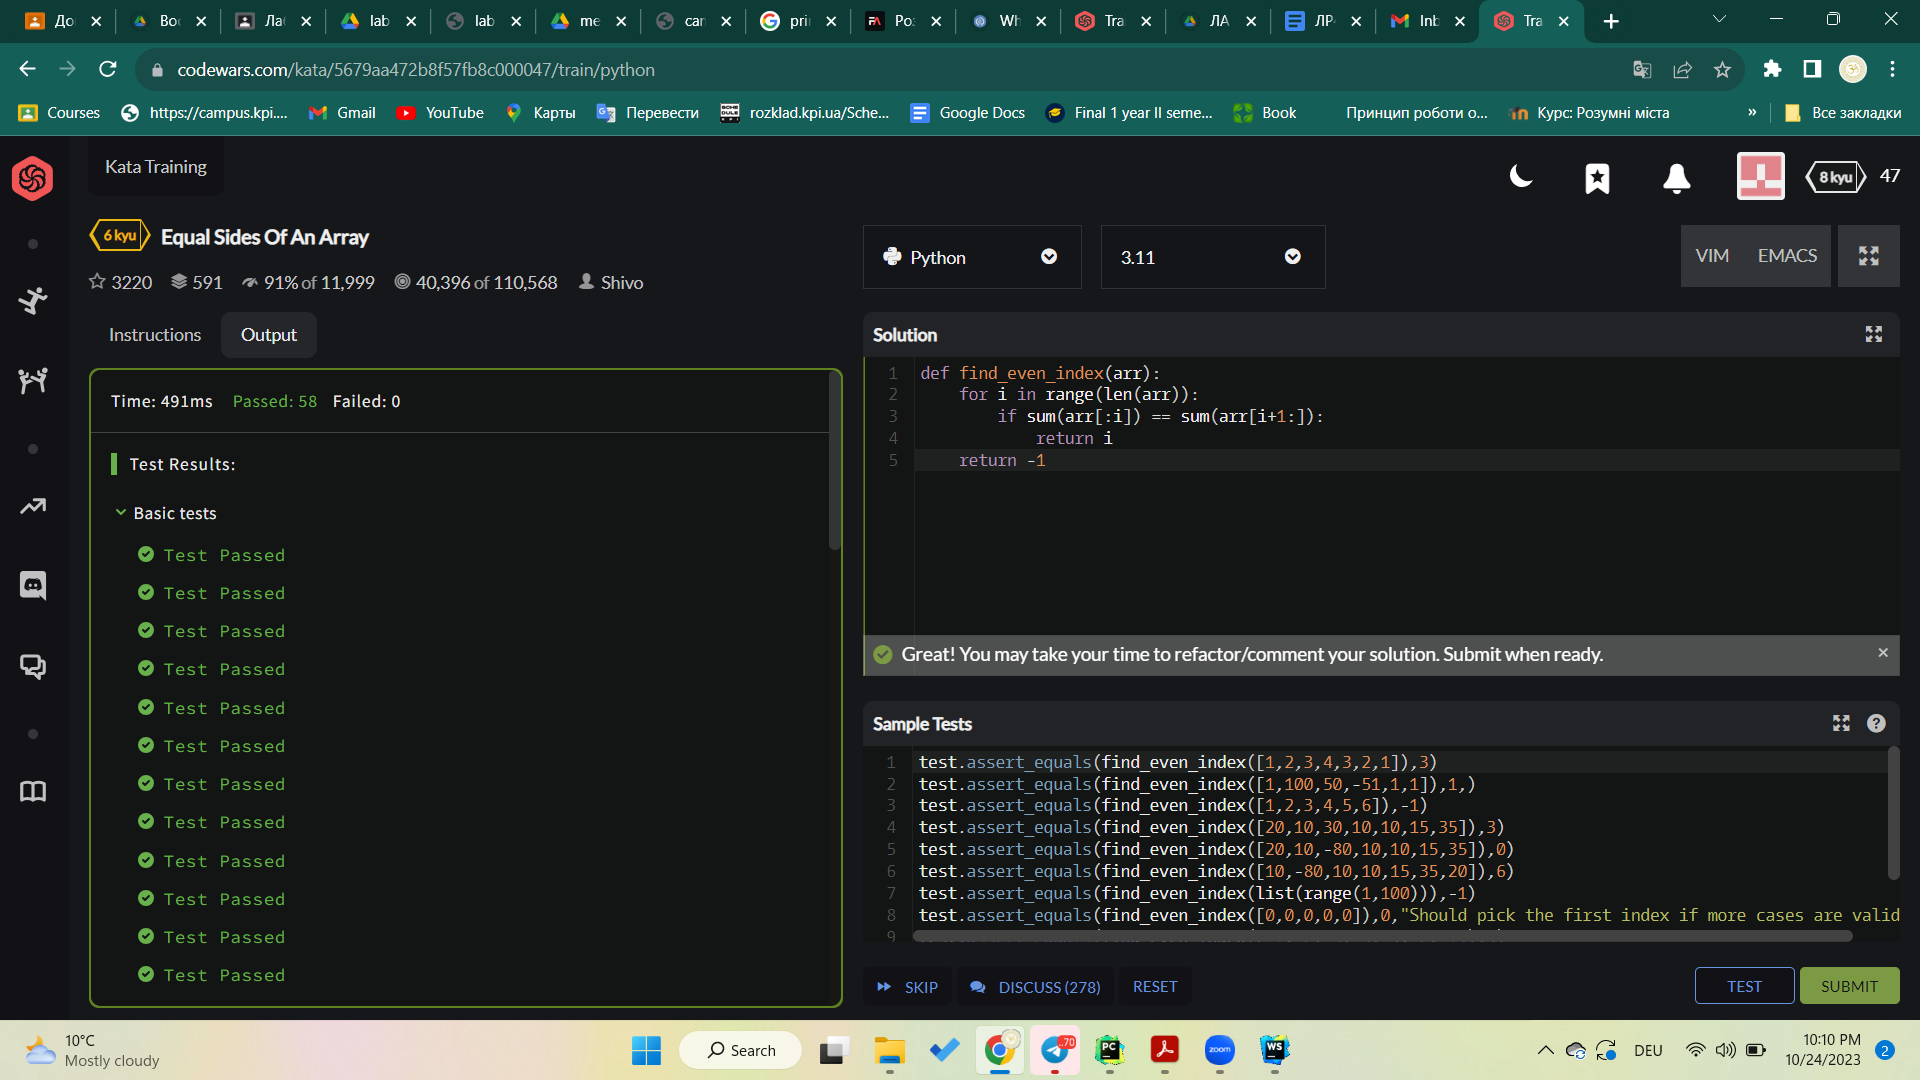 До
Вос
Лаб
lab
lab
me
car
prin
FA Роз
Wh
Tra
ЛА
ЛР
Inb
Tra
codewars.com/kata/5679aa472b8f57fb8c000047/train/python
Courses https://campus.kpi.... Gmail YouTube Карты Перевести rozklad.kpi.ua/Sche... Google Docs Final 1 year II seme... Book Принцип роботи о... Курс: Розумні міста » Все закладки
Kata Training
8 kyu 47
6 kyu Equal Sides Of An Array
3220 591 91% of 11,999 40,396 of 110,568 Shivo
Python 3.11 VIM EMACS
Instructions Output
Time: 491ms Passed: 58 Failed: 0
Test Results:
Basic tests
Test Passed
Test Passed
Test Passed
Test Passed
Test Passed
Test Passed
Test Passed
Test Passed
Test Passed
Test Passed
Test Passed
Test Passed
Solution
1 def find_even_index(arr):
2 for i in range(len(arr)):
3 if sum(arr[:i]) == sum(arr[i+1:]):
4 return i
5 return -1
Great! You may take your time to refactor/comment your solution. Submit when ready.
Sample Tests
1 test.assert_equals(find_even_index([1,2,3,4,3,2,1]),3)
2 test.assert_equals(find_even_index([1,100,50,-51,1,1]),1,)
3 test.assert_equals(find_even_index([1,2,3,4,5,6]),-1)
4 test.assert_equals(find_even_index([20,10,30,10,10,15,35]),3)
5 test.assert_equals(find_even_index([20,10,-80,10,10,15,35]),0)
6 test.assert_equals(find_even_index([10,-80,10,10,15,35,20]),6)
7 test.assert_equals(find_even_index(list(range(1,100))),-1)
8 test.assert_equals(find_even_index([0,0,0,0,0]),0,"Should pick the first index if more cases are valid
9
SKIP DISCUSS (278) RESET TEST SUBMIT
10°C
Mostly cloudy
Search
70
PC
zoom
WS
DEU
10:10 PM
10/24/2023
2